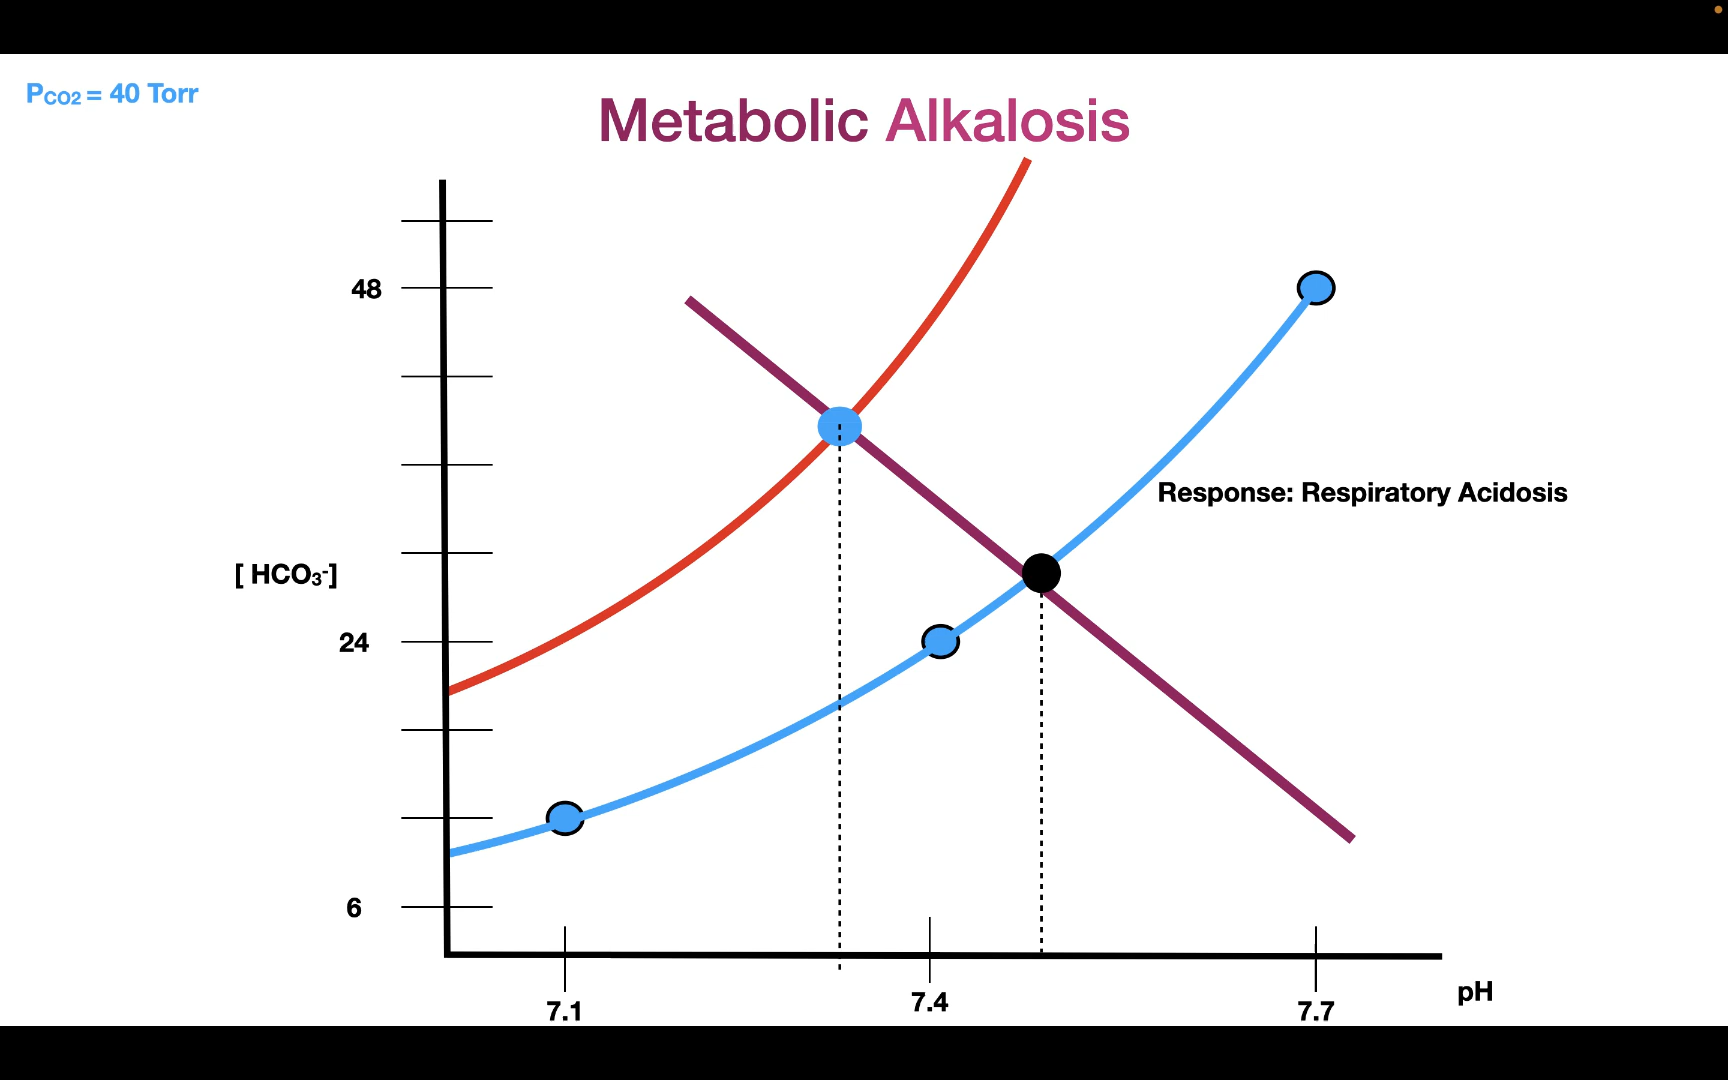 PCO2 = 40 Torr
Metabolic Alkalosis
48
Response: Respiratory Acidosis
[ HCO3-]
24
6
7.1
7.4
7.7
pH